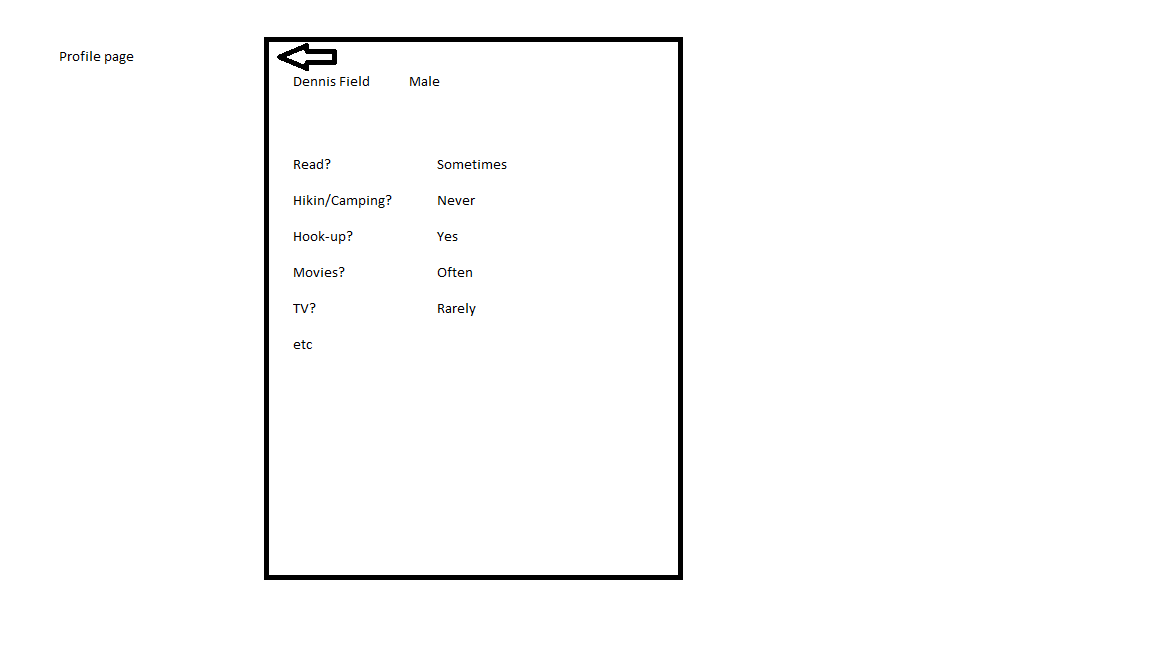 Profile page
Dennis Field Male
Read? Sometimes
Hikin/Camping? Never
Hook-up? Yes
Movies? Often
TV? Rarely
etc